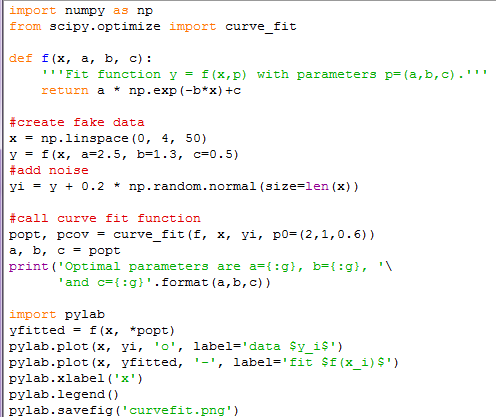 import numpy as np
from scipy.optimize import curve_fit

def f(x, a, b, c):
    '''Fit function y = f(x,p) with parameters p=(a,b,c).'''
    return a * np.exp(-b*x)+c

#create fake data
x = np.linspace(0, 4, 50)
y = f(x, a=2.5, b=1.3, c=0.5)
#add noise
yi = y + 0.2 * np.random.normal(size=len(x))

#call curve fit function
popt, pcov = curve_fit(f, x, yi, p0=(2,1,0.6))
a, b, c = popt
print('Optimal parameters are a={:g}, b={:g}, '\
      'and c={:g}'.format(a,b,c))

import pylab
yfitted = f(x, *popt)
pylab.plot(x, yi, 'o', label='data $y_i$')
pylab.plot(x, yfitted, '-', label='fit $f(x_i)$')
pylab.xlabel('x')
pylab.legend()
pylab.savefig('curvefit.png')